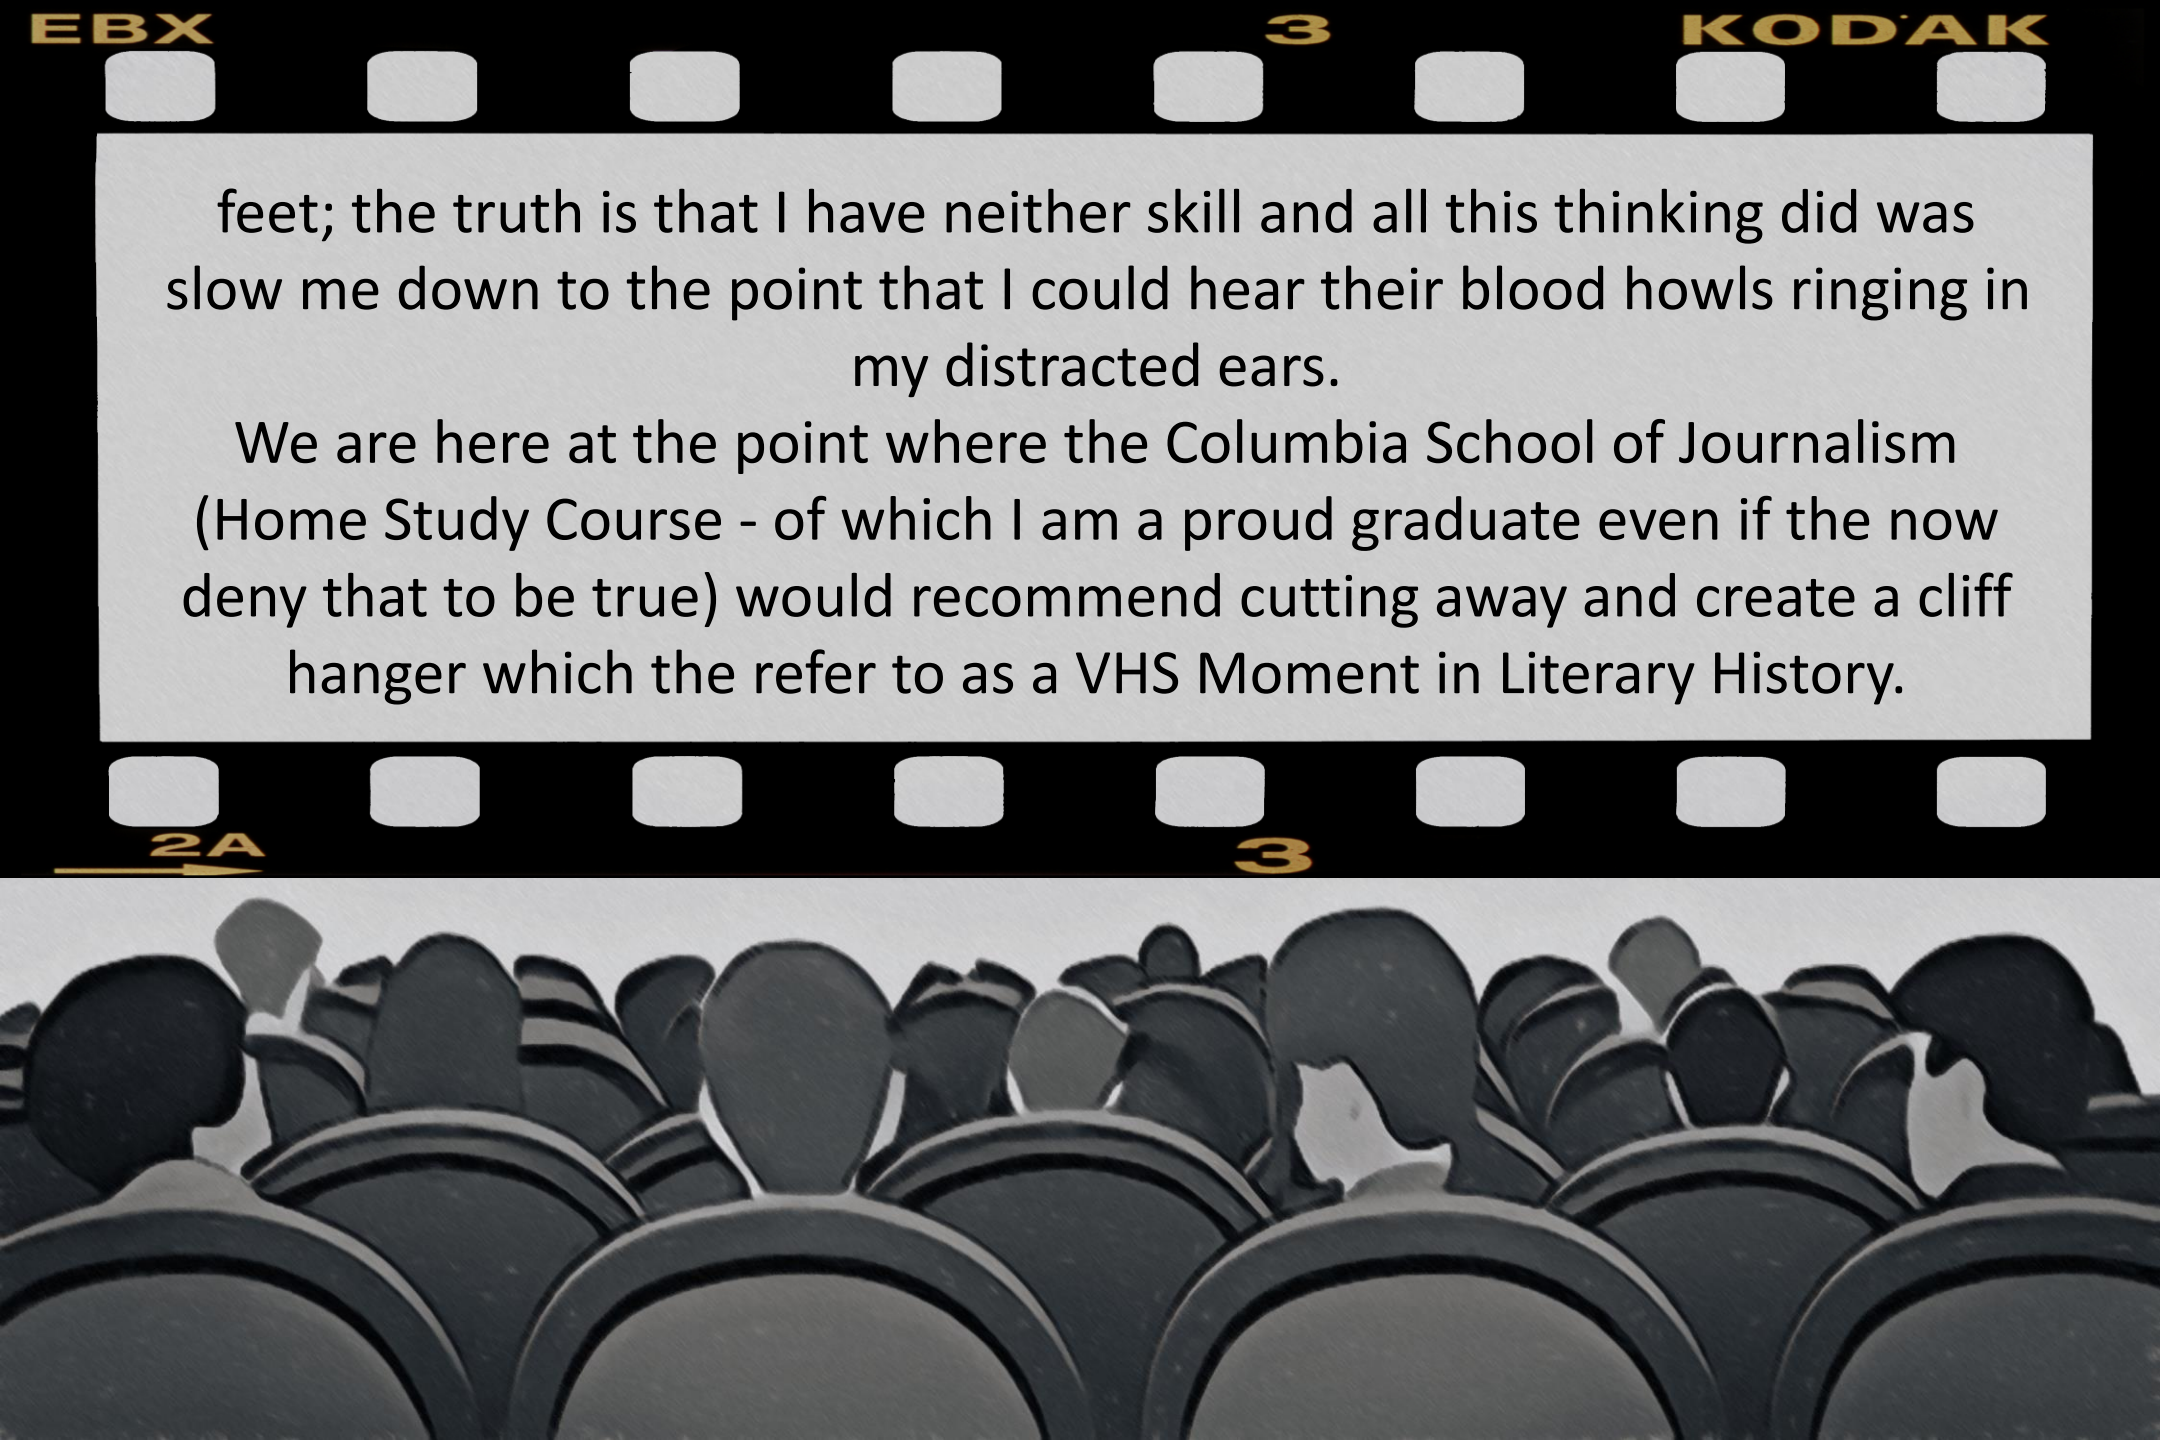 EBX 3 KODAK
feet; the truth is that I have neither skill and all this thinking did was
slow me down to the point that I could hear their blood howls ringing in
my distracted ears.
We are here at the point where the Columbia School of Journalism
(Home Study Course - of which I am a proud graduate even if the now
deny that to be true) would recommend cutting away and create a cliff
hanger which the refer to as a VHS Moment in Literary History.
2A 3